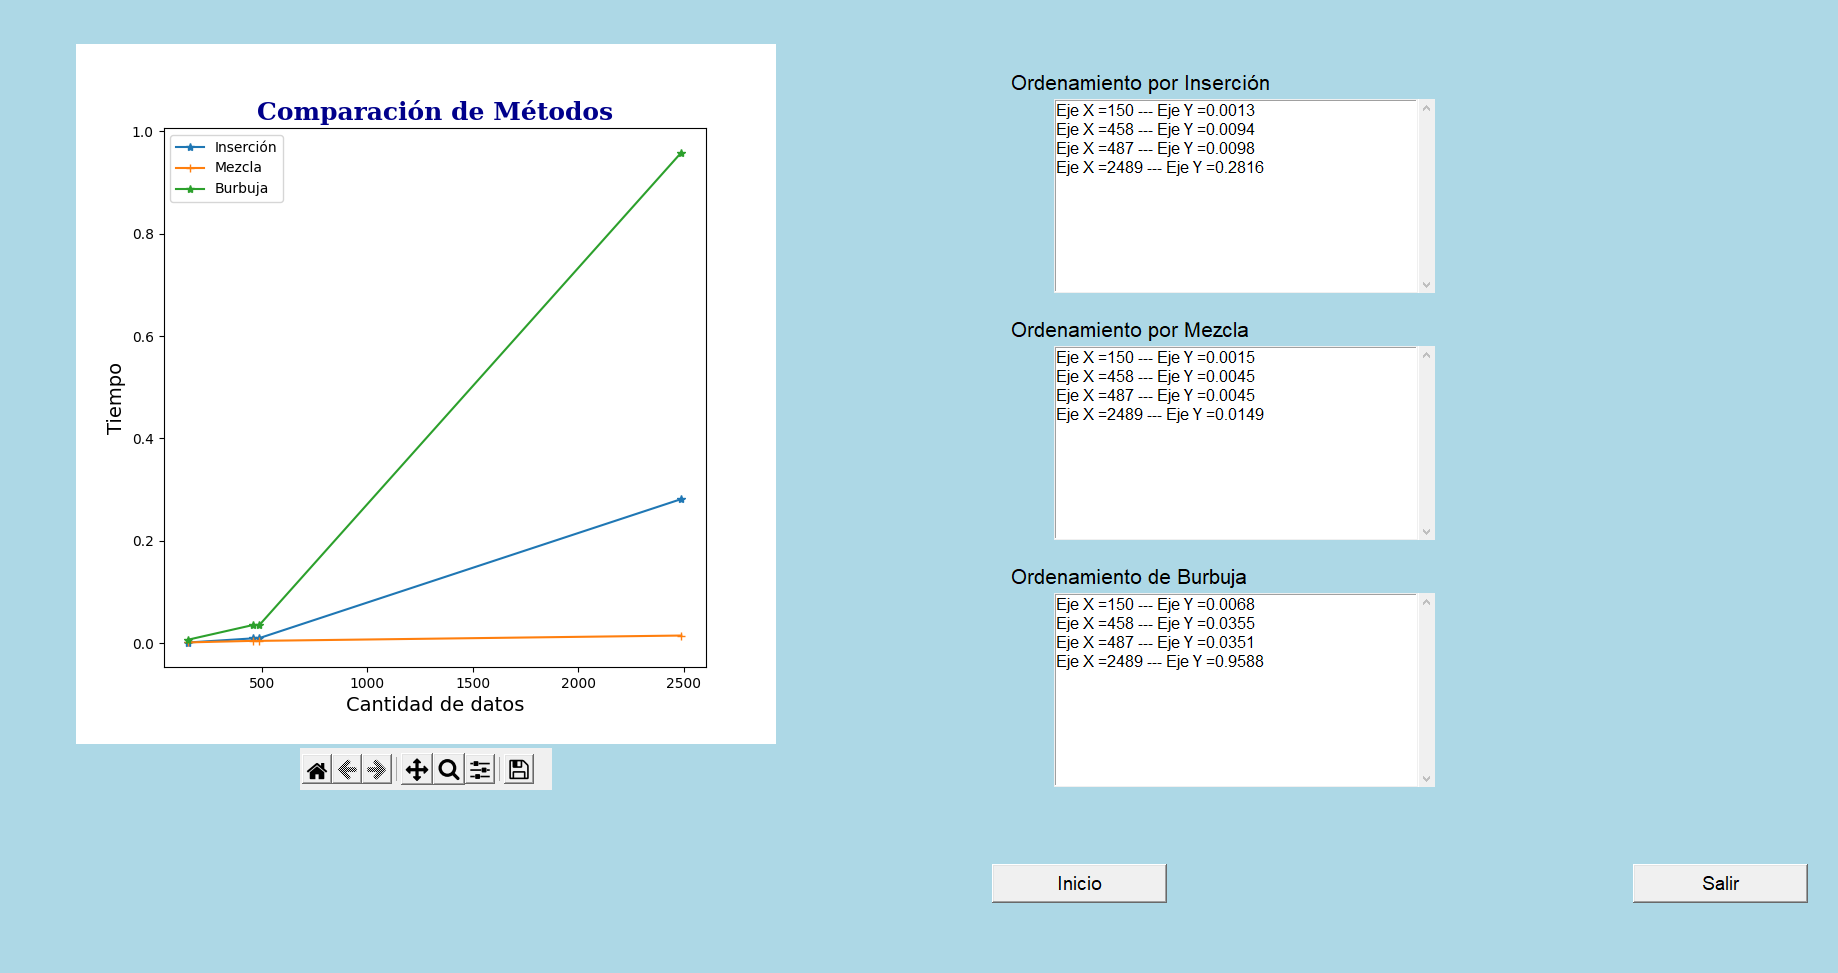 Comparación de Métodos
1.0
0.8
0.6
0.4
0.2
0.0
Tiempo
Inserción
Mezcla
Burbuja
500
1000
1500
2000
2500
Cantidad de datos
Ordenamiento por Inserción
Eje X =150 --- Eje Y =0.0013
Eje X =458 --- Eje Y =0.0094
Eje X =487 --- Eje Y =0.0098
Eje X =2489 --- Eje Y =0.2816
Ordenamiento por Mezcla
Eje X =150 --- Eje Y =0.0015
Eje X =458 --- Eje Y =0.0045
Eje X =487 --- Eje Y =0.0045
Eje X =2489 --- Eje Y =0.0149
Ordenamiento de Burbuja
Eje X =150 --- Eje Y =0.0068
Eje X =458 --- Eje Y =0.0355
Eje X =487 --- Eje Y =0.0351
Eje X =2489 --- Eje Y =0.9588
Inicio
Salir